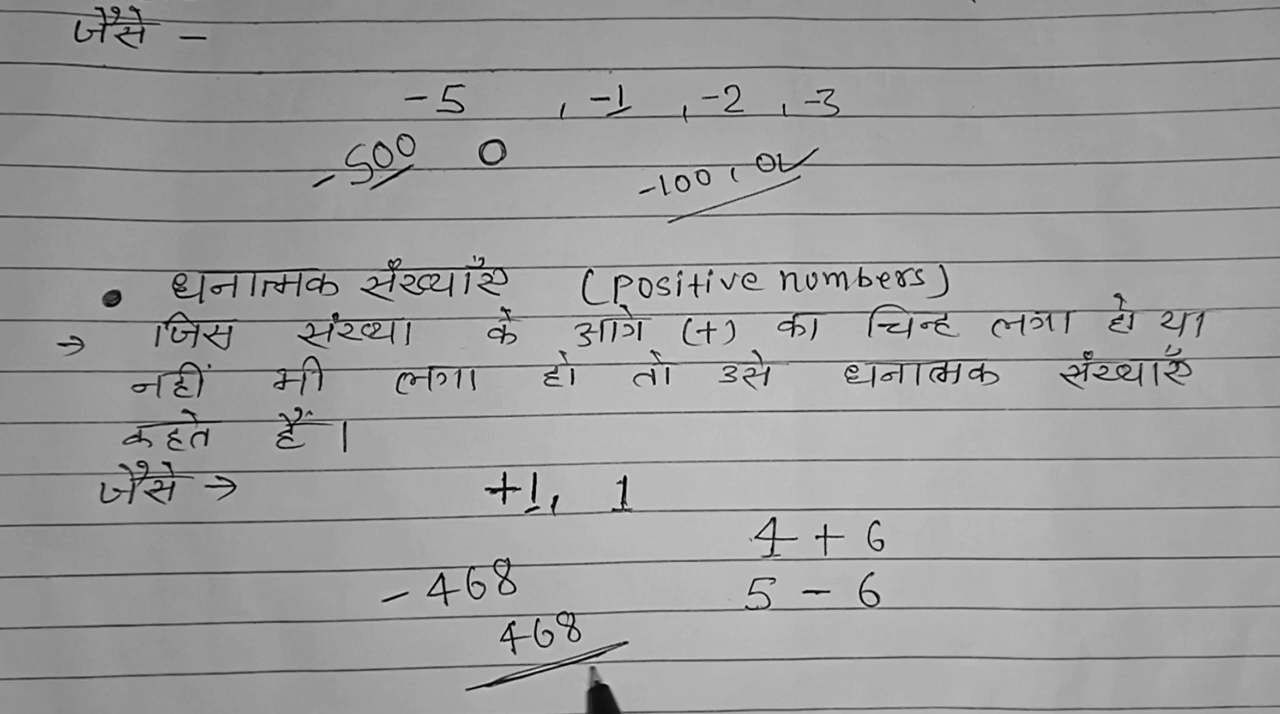 जैसे –
-5 , -1 , -2 , -3
-500 0 -100,
• धनात्मक संख्याएँ (positive numbers)
→ जिस संख्या के आगे (+) का चिन्ह लगा हो या
नहीं भी लगा हो तो उसे धनात्मक संख्याएँ
कहते हैं।
जैसे → +1, 1
4 + 6
-468 5 - 6
468